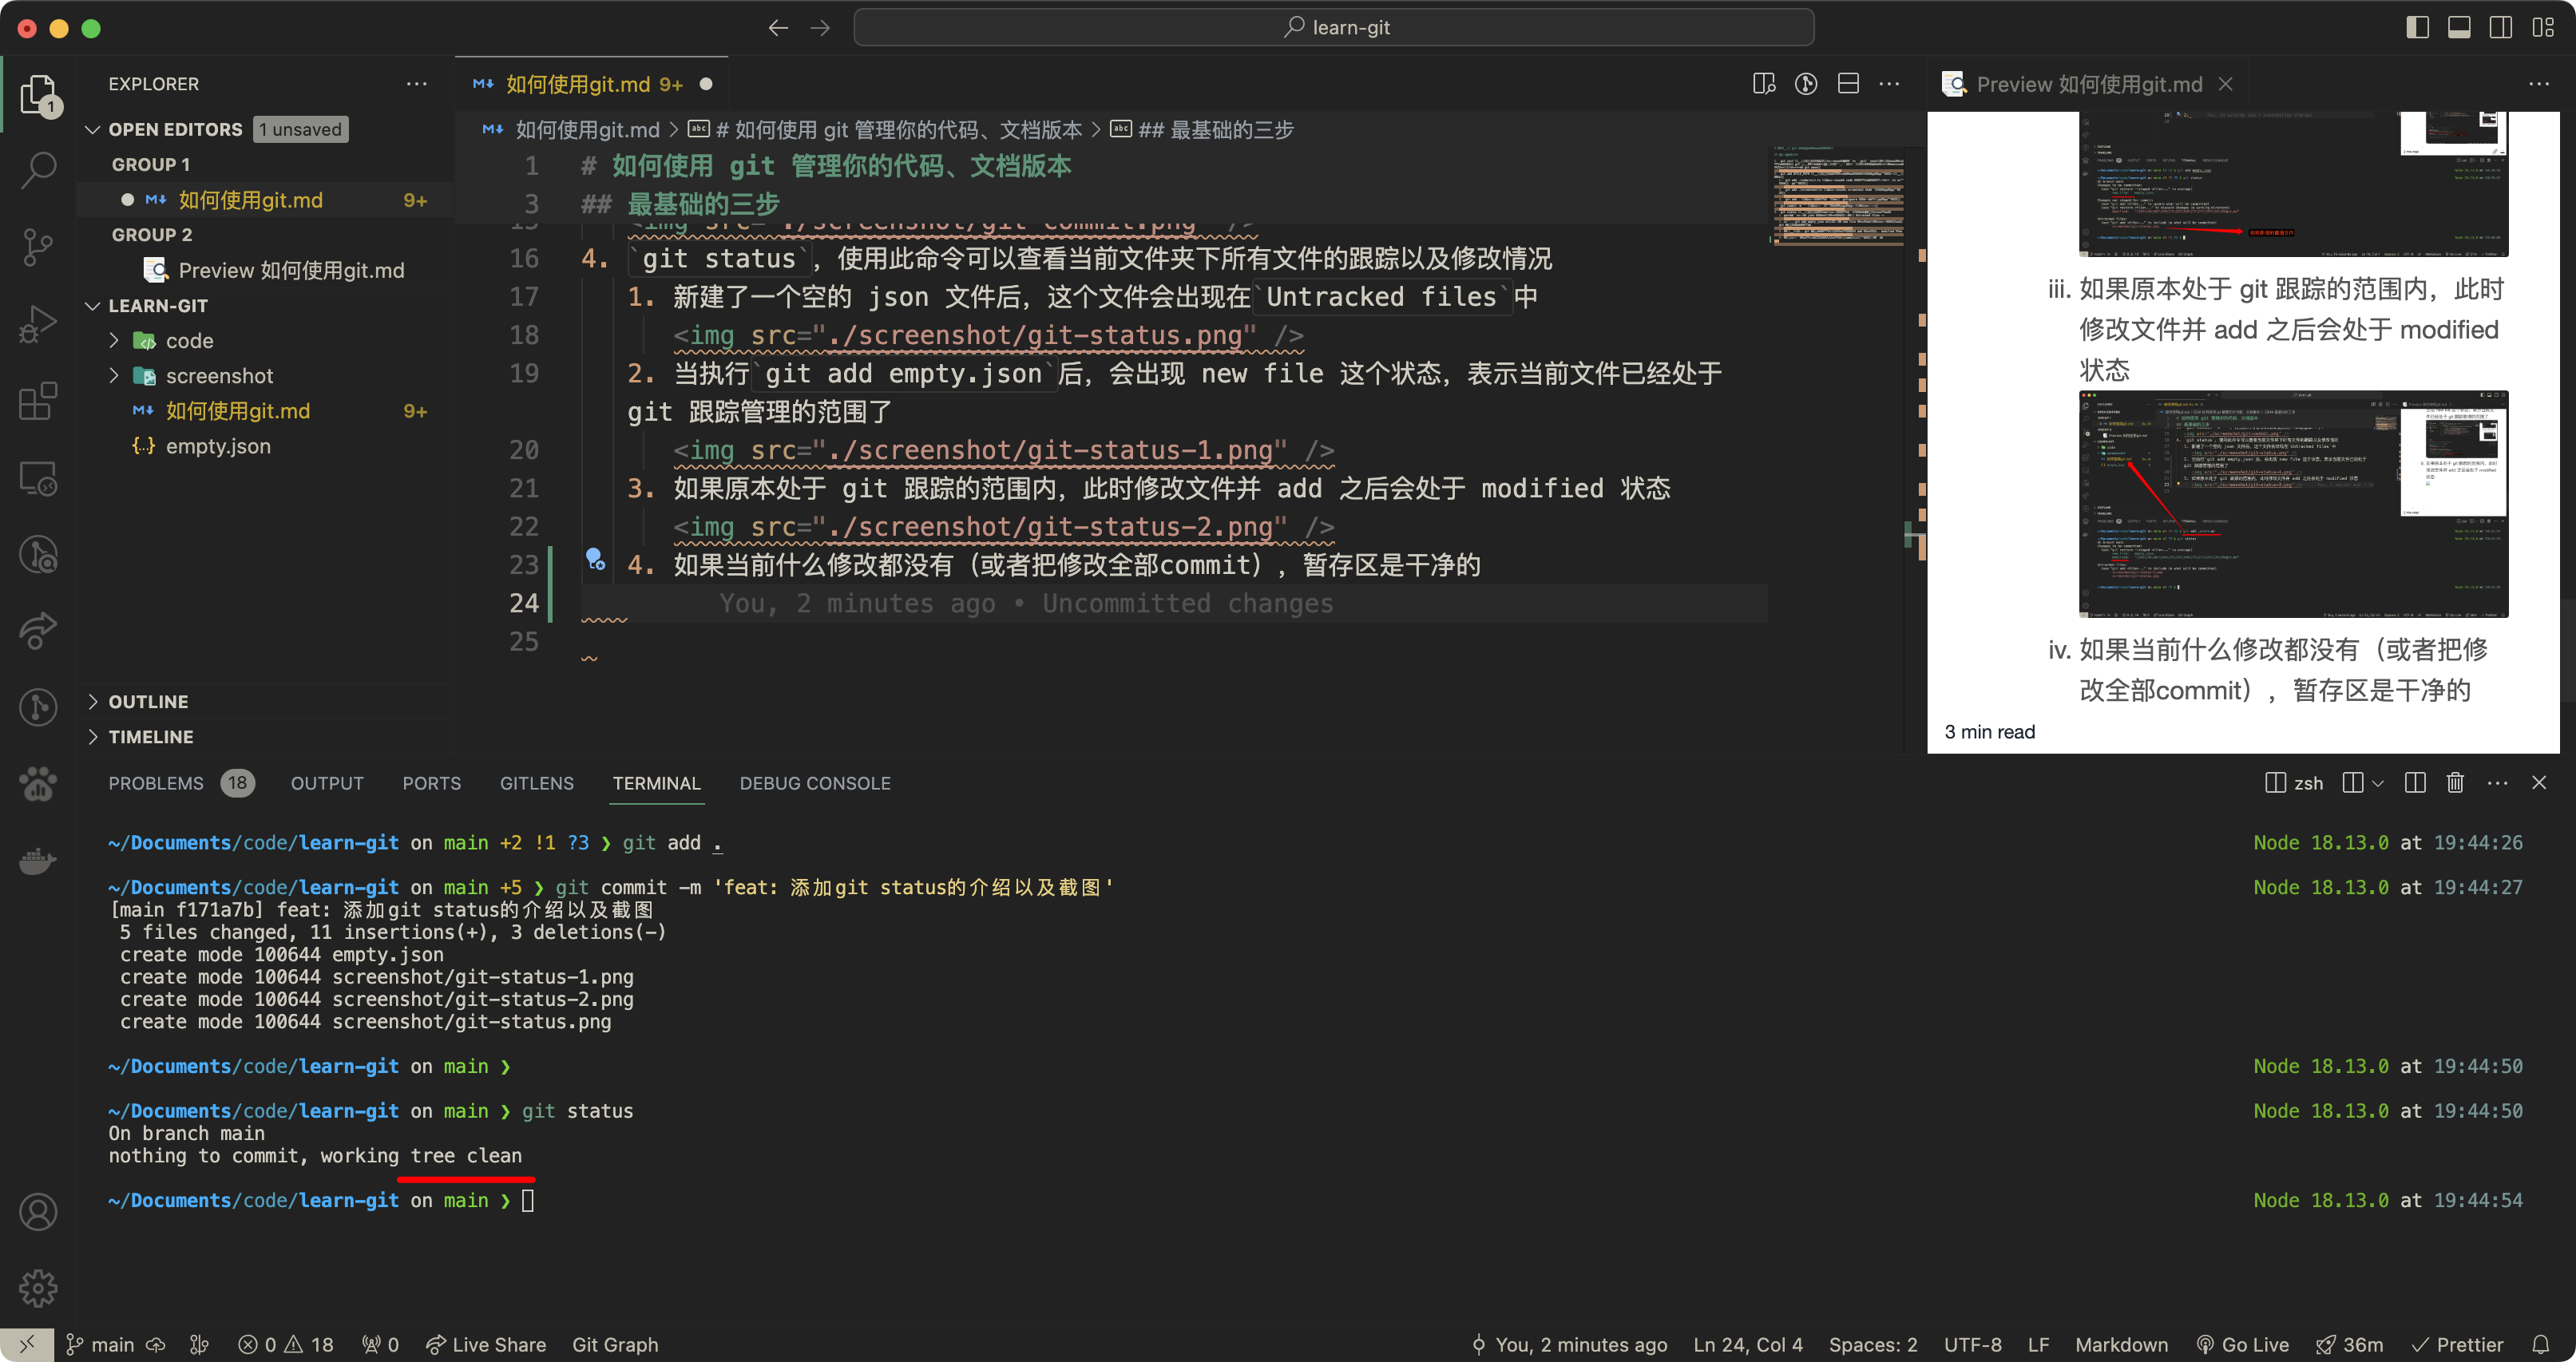 learn-git
EXPLORER
OPEN EDITORS 1 unsaved
GROUP 1
如何使用git.md 9+
GROUP 2
Preview 如何使用git.md
LEARN-GIT
code
screenshot
如何使用git.md 9+
empty.json
OUTLINE
TIMELINE
如何使用git.md 9+
如何使用git.md > # 如何使用 git 管理你的代码、文档版本 > ## 最基础的三步
1 # 如何使用 git 管理你的代码、文档版本
3 ## 最基础的三步
15 <img src="./screenshot/git-commit.png" />
16 4. `git status`，使用此命令可以查看当前文件夹下所有文件的跟踪以及修改情况
17 1. 新建了一个空的 json 文件后，这个文件会出现在`Untracked files`中
18 <img src="./screenshot/git-status.png" />
19 2. 当执行`git add empty.json`后，会出现 new file 这个状态，表示当前文件已经处于
git 跟踪管理的范围了
20 <img src="./screenshot/git-status-1.png" />
21 3. 如果原本处于 git 跟踪的范围内，此时修改文件并 add 之后会处于 modified 状态
22 <img src="./screenshot/git-status-2.png" />
23 4. 如果当前什么修改都没有（或者把修改全部commit），暂存区是干净的
24 You, 2 minutes ago • Uncommitted changes
25
Preview 如何使用git.md
iii. 如果原本处于 git 跟踪的范围内，此时
修改文件并 add 之后会处于 modified
状态
iv. 如果当前什么修改都没有（或者把修
改全部commit），暂存区是干净的
3 min read
PROBLEMS 18 OUTPUT PORTS GITLENS TERMINAL DEBUG CONSOLE
zsh
~/Documents/code/learn-git on main +2 !1 ?3 ❯ git add . Node 18.13.0 at 19:44:26
~/Documents/code/learn-git on main +5 ❯ git commit -m 'feat: 添加git status的介绍以及截图' Node 18.13.0 at 19:44:27
[main f171a7b] feat: 添加git status的介绍以及截图
5 files changed, 11 insertions(+), 3 deletions(-)
create mode 100644 empty.json
create mode 100644 screenshot/git-status-1.png
create mode 100644 screenshot/git-status-2.png
create mode 100644 screenshot/git-status.png
~/Documents/code/learn-git on main ❯ Node 18.13.0 at 19:44:50
~/Documents/code/learn-git on main ❯ git status Node 18.13.0 at 19:44:50
On branch main
nothing to commit, working tree clean
~/Documents/code/learn-git on main ❯ Node 18.13.0 at 19:44:54
main 0 18 0 Live Share Git Graph You, 2 minutes ago Ln 24, Col 4 Spaces: 2 UTF-8 LF Markdown Go Live 36m Prettier